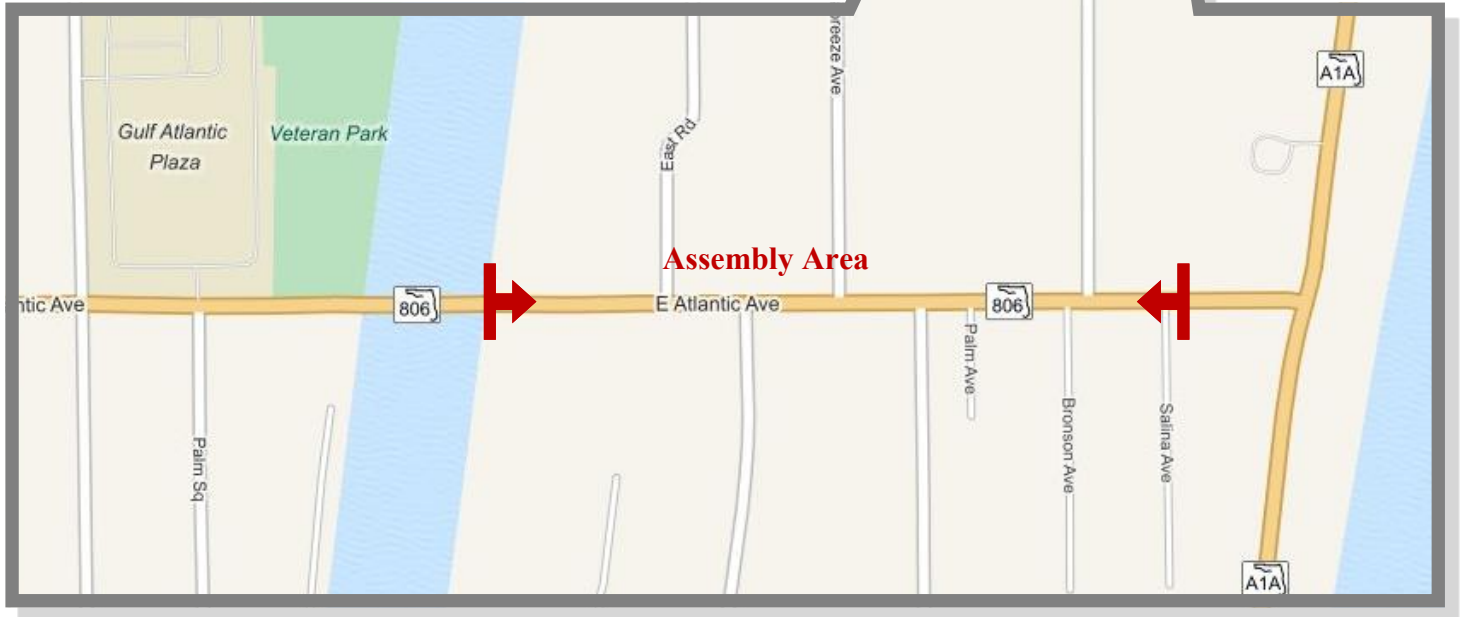 A1A
Gulf Atlantic
Plaza
Veteran Park
East Rd
reeze Ave
Assembly Area
ntic Ave
806
E Atlantic Ave
806
Palm Ave
Bronson Ave
Salina Ave
Palm Sq
A1A